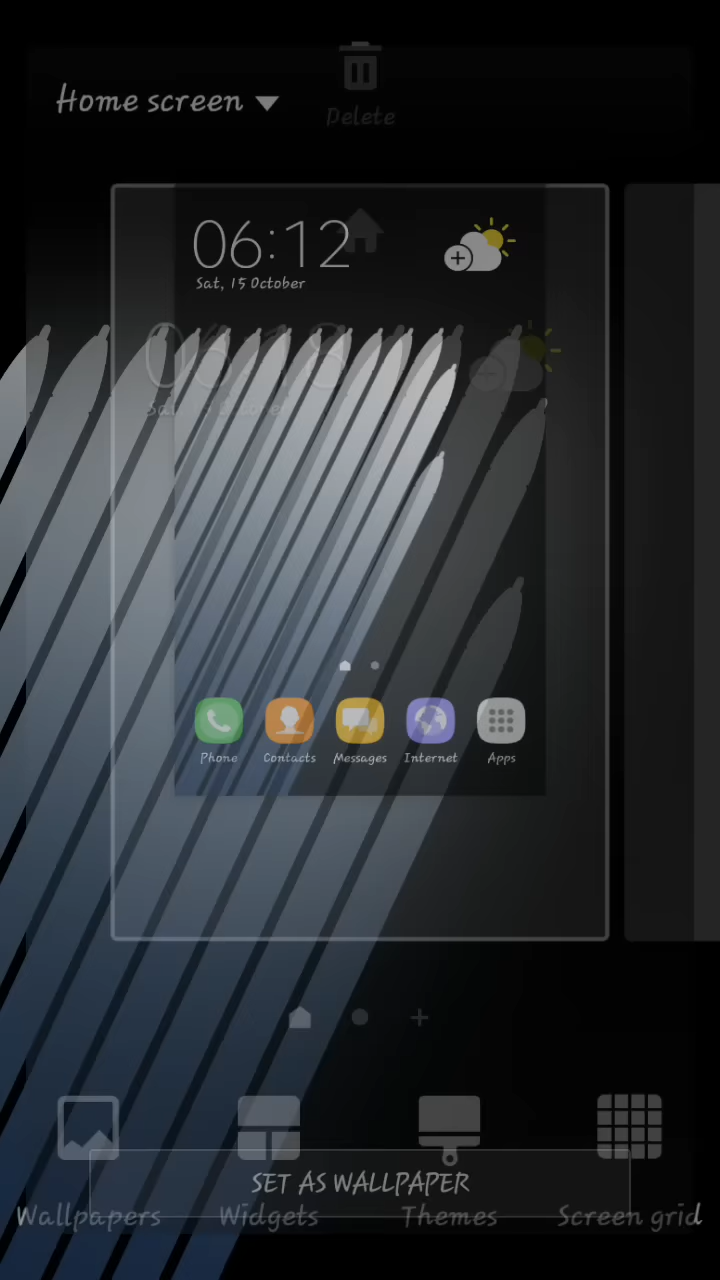 Home screen
Delete
06:12
Sat, 15 October
Phone
Contacts
Messages
Internet
Apps
SET AS WALLPAPER
Wallpapers
Widgets
Themes
Screen grid